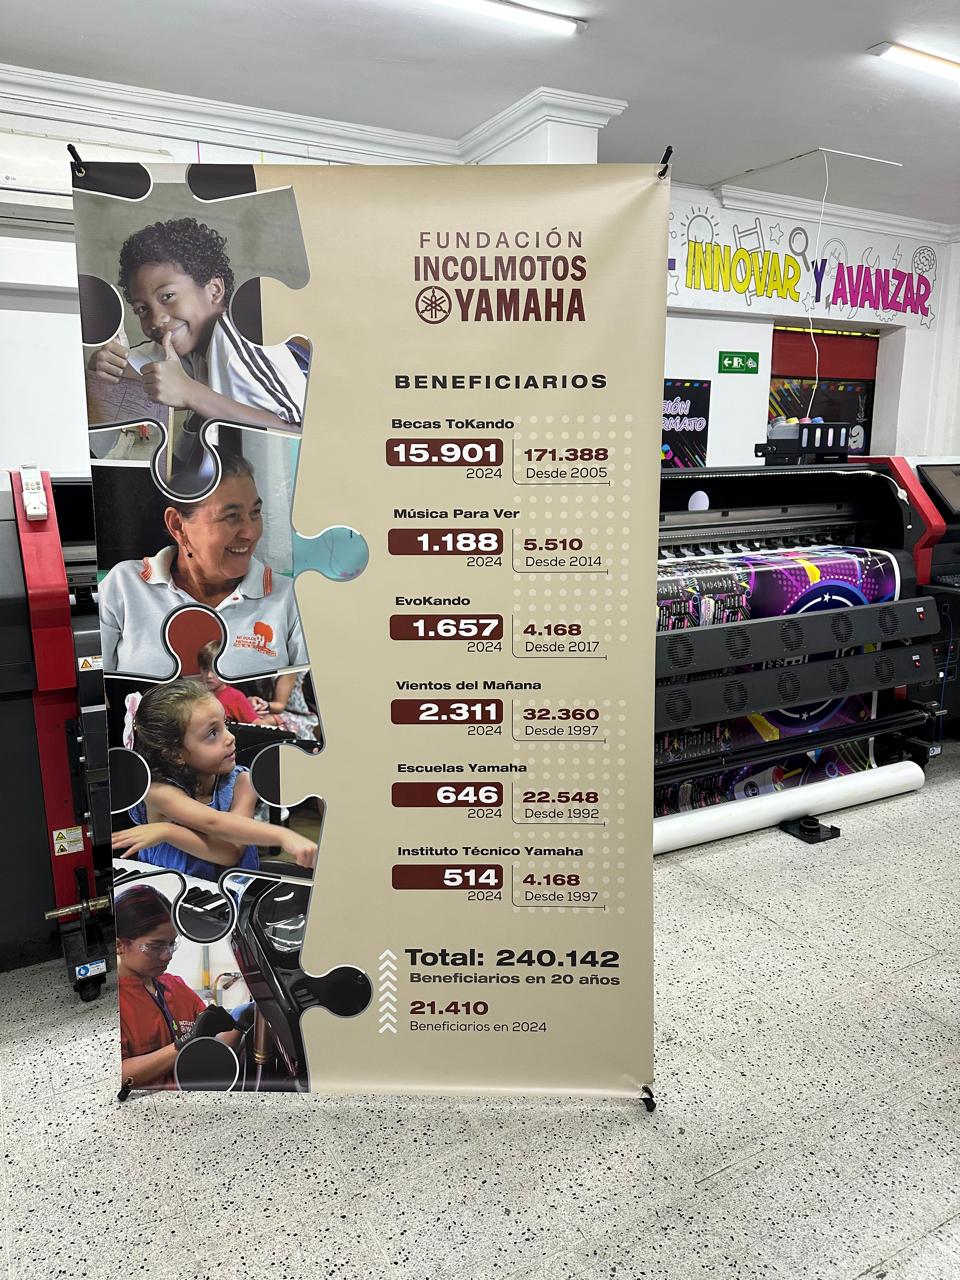 FUNDACIÓN
INCOLMOTOS
YAMAHA
BENEFICIARIOS
Becas ToKando
15.901
2024
171.388
Desde 2005
Música Para Ver
1.188
2024
5.510
Desde 2014
EvoKando
1.657
2024
4.168
Desde 2017
Vientos del Mañana
2.311
2024
32.360
Desde 1997
Escuelas Yamaha
646
2024
22.548
Desde 1992
Instituto Técnico Yamaha
514
2024
4.168
Desde 1997
Total: 240.142
Beneficiarios en 20 años
21.410
Beneficiarios en 2024
INNOVAR Y AVANZAR
LG
HOGAR